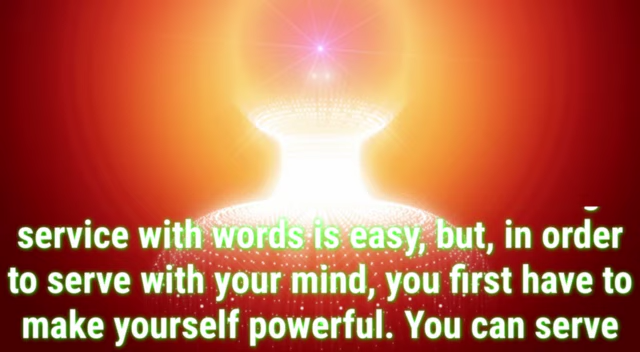 service with words is easy, but, in order
to serve with your mind, you first have to
make yourself powerful. You can serve